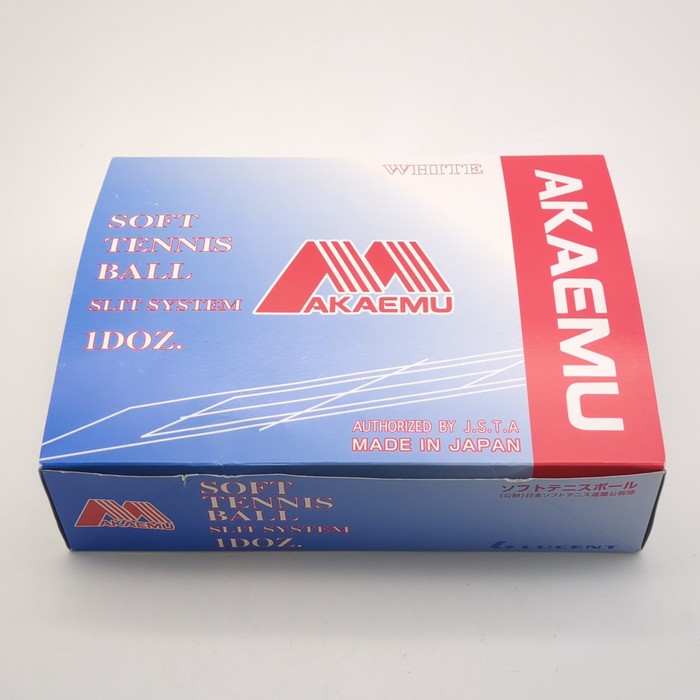 WHITE
SOFT
TENNIS
BALL
SLIT SYSTEM
1DOZ.
AKAEMU
AUTHORIZED BY J.S.T.A
MADE IN JAPAN
AKAEMU
AKAEMU
SOFT
TENNIS
BALL
SLIT SYSTEM
1DOZ.
ソフトテニスボール
(公財)日本ソフトテニス連盟公認球
LUCENT